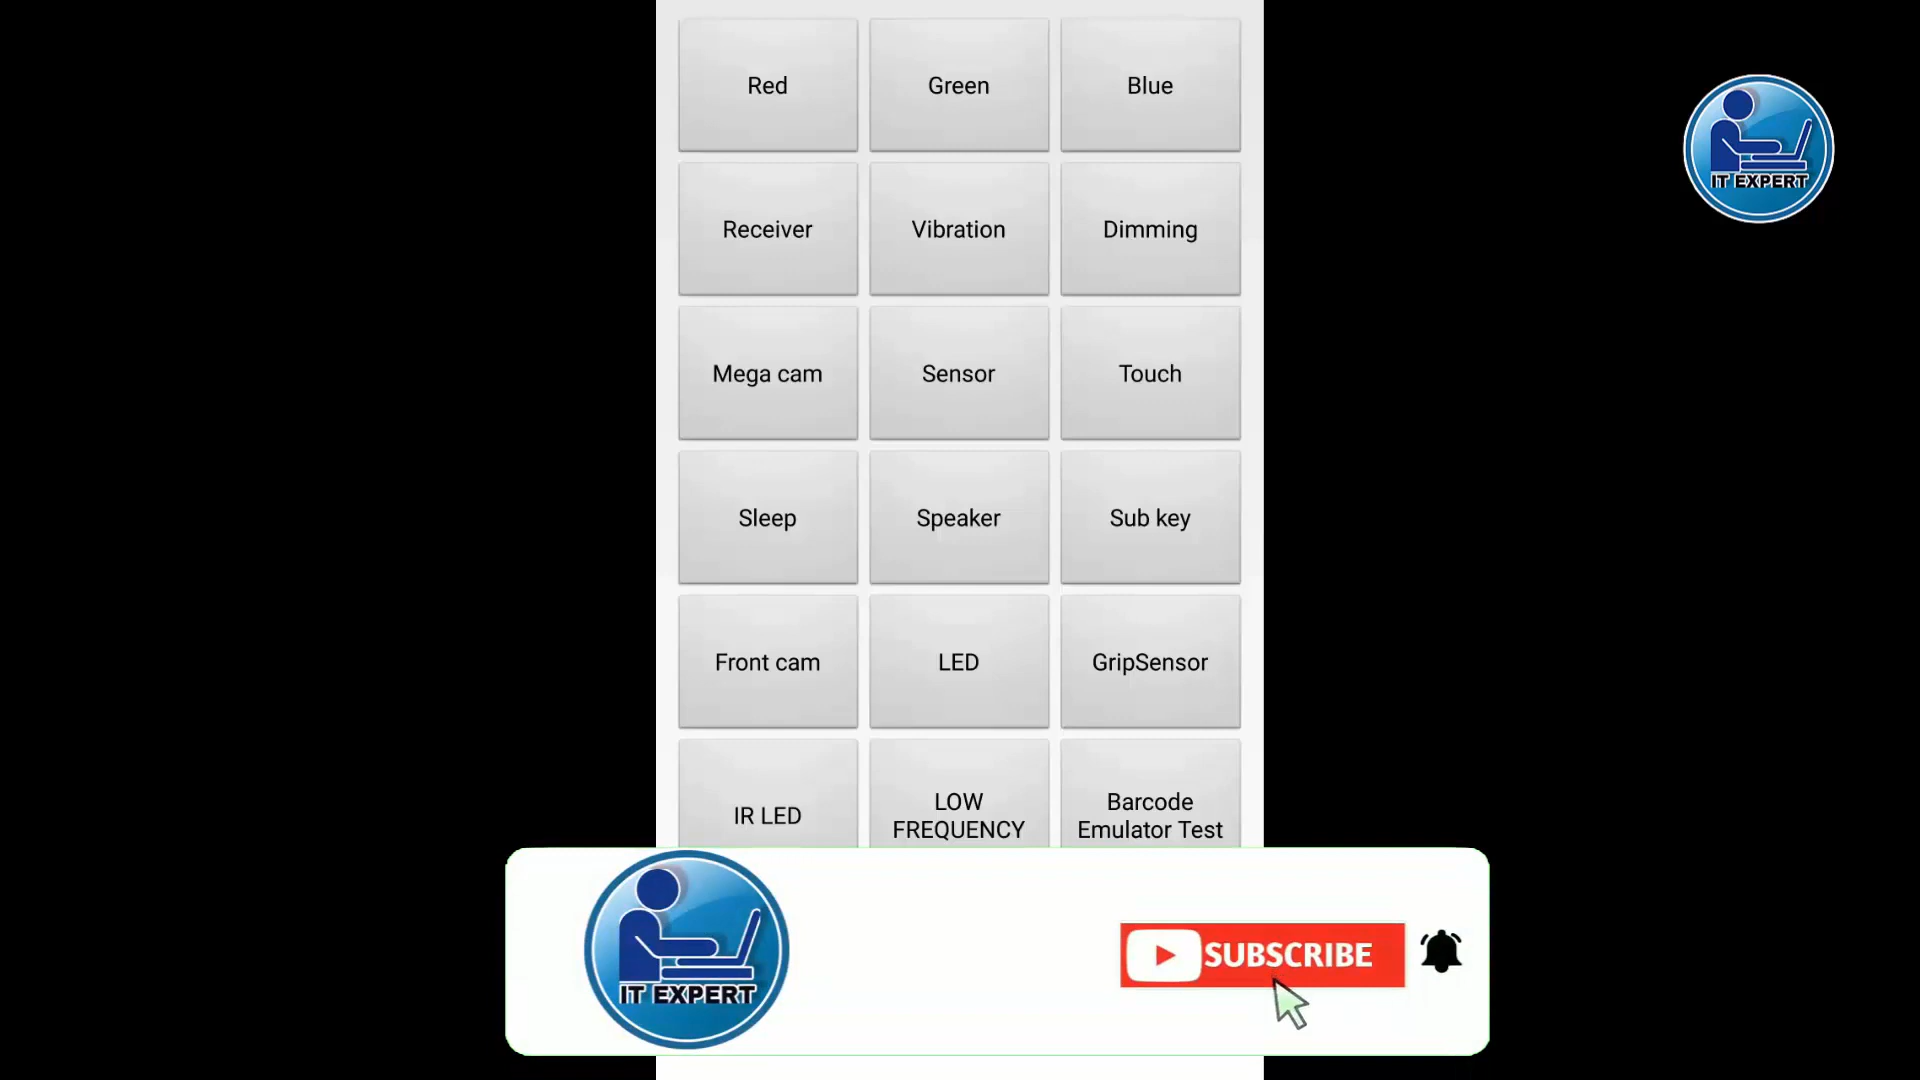 Red Green Blue
Receiver Vibration Dimming
Mega cam Sensor Touch
Sleep Speaker Sub key
Front cam LED GripSensor
IR LED
LOW
FREQUENCY
Barcode
Emulator Test
IT EXPERT
IT EXPERT
SUBSCRIBE